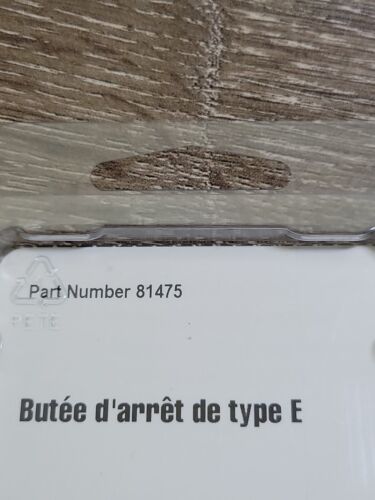 Part Number 81475
PETE
Butée d'arrêt de type E